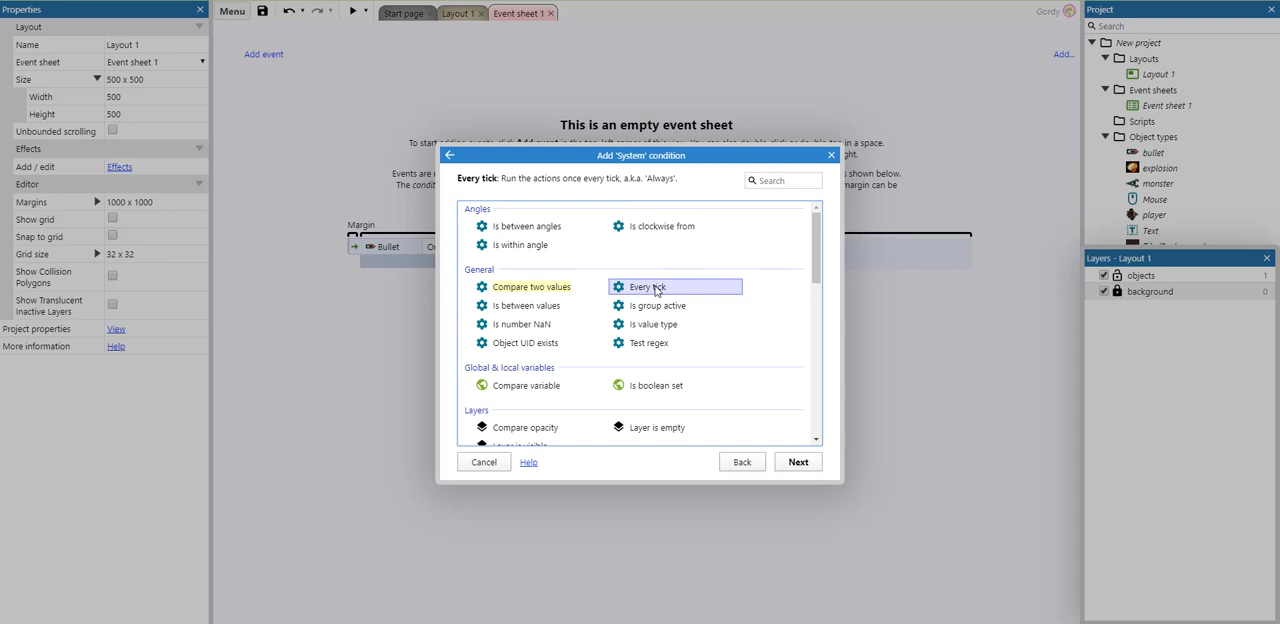 Properties
Layout
Name Layout 1
Event sheet Event sheet 1
Size 500 x 500
Width 500
Height 500
Unbounded scrolling
Effects
Add / edit Effects
Editor
Margins 1000 x 1000
Show grid
Snap to grid
Grid size 32 x 32
Show Collision
Polygons
Show Translucent
Inactive Layers
Project properties View
More information Help
Menu
Start page
Layout 1
Event sheet 1
Gordy
Add event
Add...
This is an empty event sheet
Events are
The
shown below.
margin can be
Margin
Bullet
Add 'System' condition
Every tick: Run the actions once every tick, a.k.a. 'Always'.
Search
Angles
Is between angles
Is clockwise from
Is within angle
General
Compare two values
Every tick
Is between values
Is group active
Is number NaN
Is value type
Object UID exists
Test regex
Global & local variables
Compare variable
Is boolean set
Layers
Compare opacity
Layer is empty
Cancel
Help
Back
Next
Project
Search
New project
Layouts
Layout 1
Event sheets
Event sheet 1
Scripts
Object types
bullet
explosion
monster
Mouse
player
Text
Layers - Layout 1
objects 1
background 0